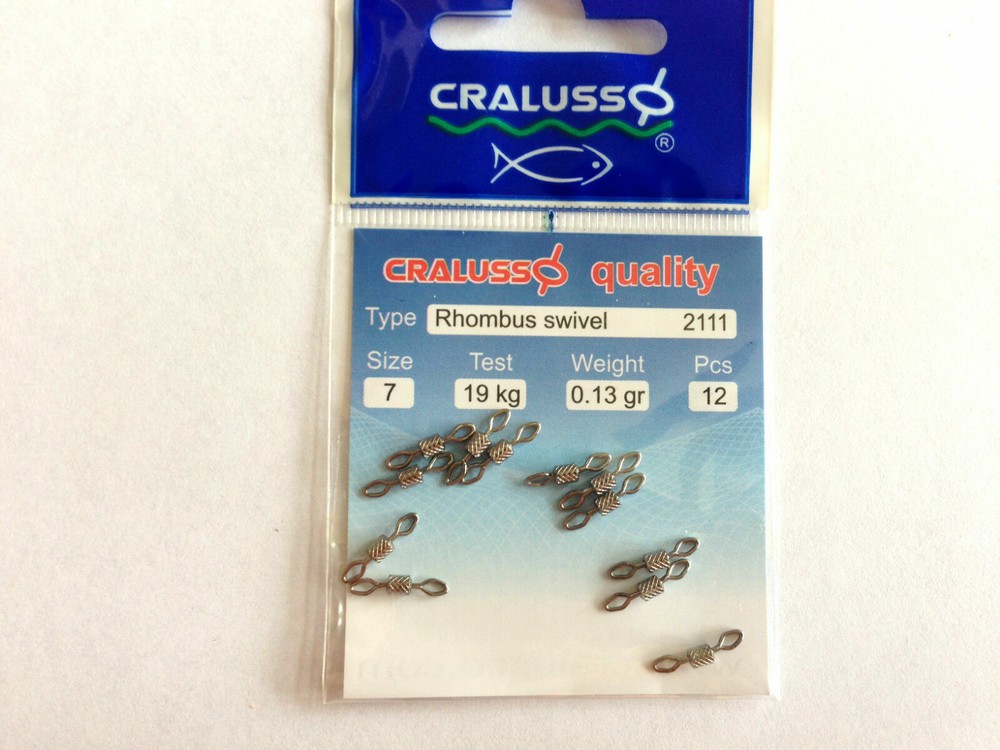 CRALUSSO
®
CRALUSSO quality
Type Rhombus swivel 2111
Size Test Weight Pcs
7 19 kg 0.13 gr 12